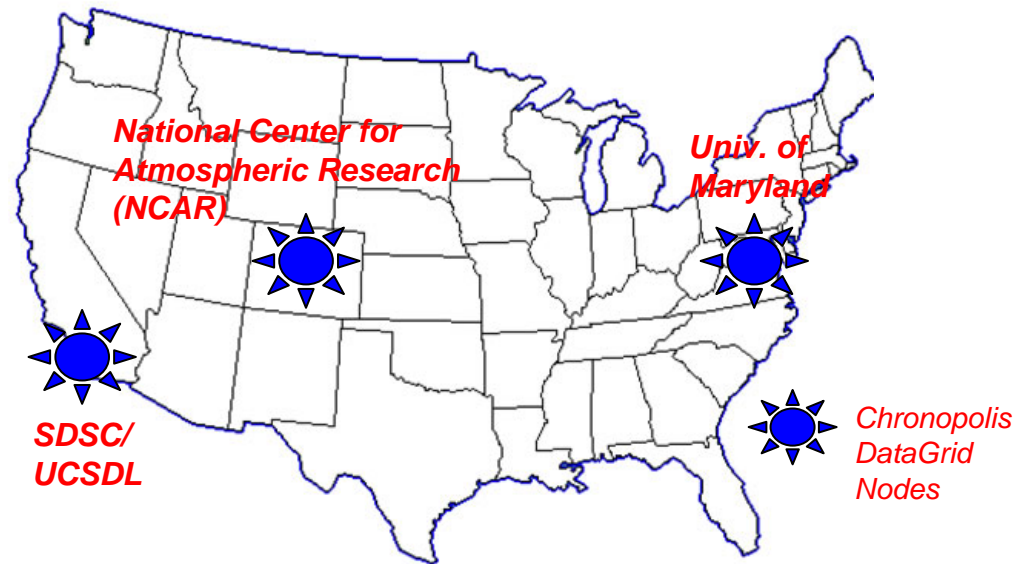 National Center for
Atmospheric Research
(NCAR)
Univ. of
Maryland
SDSC/
UCSDL
Chronopolis
DataGrid
Nodes